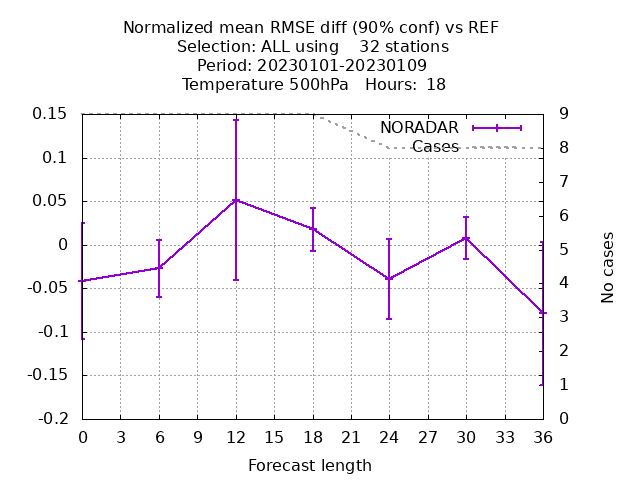 Normalized mean RMSE diff (90% conf) vs REF
Selection: ALL using 32 stations
Period: 20230101-20230109
Temperature 500hPa Hours: 18
NORADAR
Cases
0.15
0.1
0.05
0
-0.05
-0.1
-0.15
-0.2
9
8
7
6
5
4
3
2
1
0
No cases
0 3 6 9 12 15 18 21 24 27 30 33 36
Forecast length